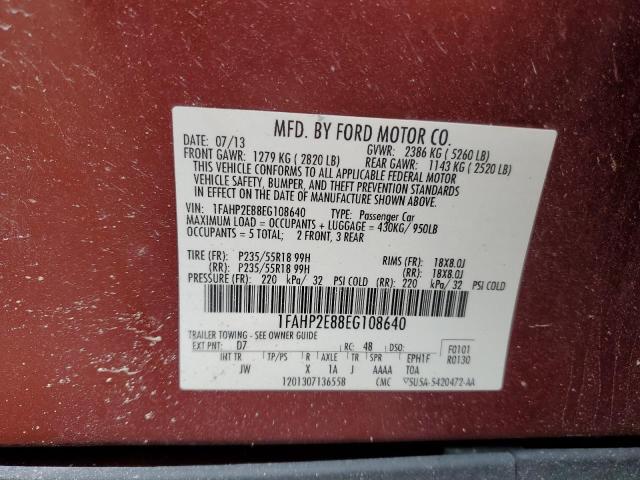 MFD. BY FORD MOTOR CO.
DATE: 07/13 GVWR: 2386 KG (5260 LB)
FRONT GAWR: 1279 KG (2820 LB) REAR GAWR: 1143 KG (2520 LB)
THIS VEHICLE CONFORMS TO ALL APPLICABLE FEDERAL MOTOR
VEHICLE SAFETY, BUMPER, AND THEFT PREVENTION STANDARDS
IN EFFECT ON THE DATE OF MANUFACTURE SHOWN ABOVE.
VIN: 1FAHP2E88EG108640 TYPE: Passenger Car
MAXIMUM LOAD = OCCUPANTS + LUGGAGE = 430KG/950LB
OCCUPANTS = 5 TOTAL; 2 FRONT, 3 REAR
TIRE (FR): P235/55R18 99H RIMS (FR): 18X8.0J
(RR): P235/55R18 99H (RR): 18X8.0J
PRESSURE (FR): 220 kPa/ 32 PSI COLD (RR): 220 kPa/ 32 PSI COLD
1FAHP2E88EG108640
TRAILER TOWING - SEE OWNER GUIDE
EXT PNT: D7 RC: 48 DSO: F0101
R0130
INT TR TP/PS R AXLE TR SPR EPH1F
JW X 1A J AAAA TOA
1201307136558 CMC 5U5A-5420472-AA